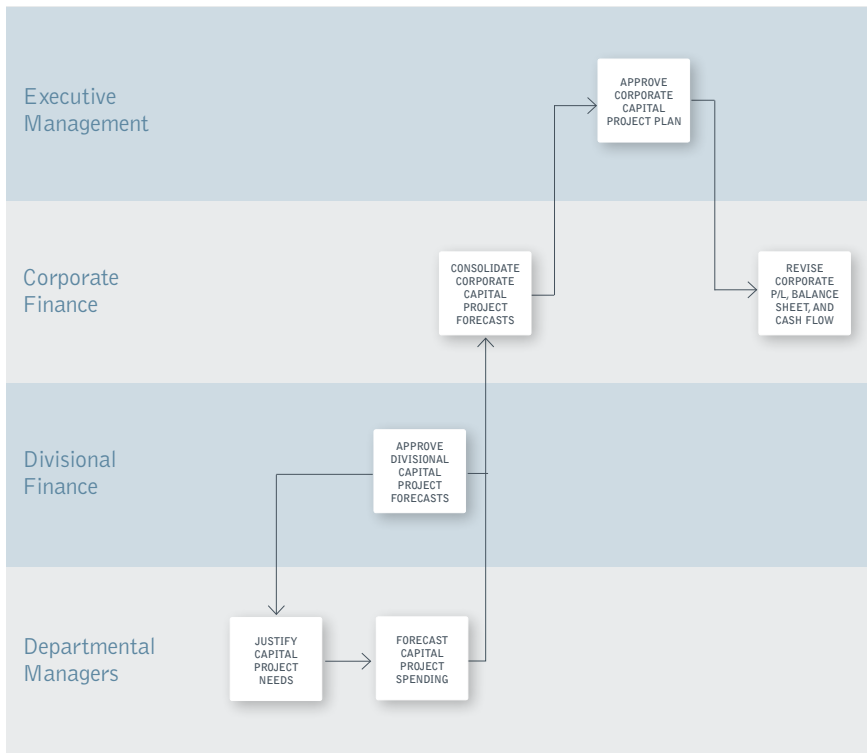 Executive
Management
APPROVE
CORPORATE
CAPITAL
PROJECT PLAN
Corporate
Finance
CONSOLIDATE
CORPORATE
CAPITAL
PROJECT
FORECASTS
REVISE
CORPORATE
P/L, BALANCE
SHEET, AND
CASH FLOW
Divisional
Finance
APPROVE
DIVISIONAL
CAPITAL
PROJECT
FORECASTS
Departmental
Managers
JUSTIFY
CAPITAL
PROJECT
NEEDS
FORECAST
CAPITAL
PROJECT
SPENDING